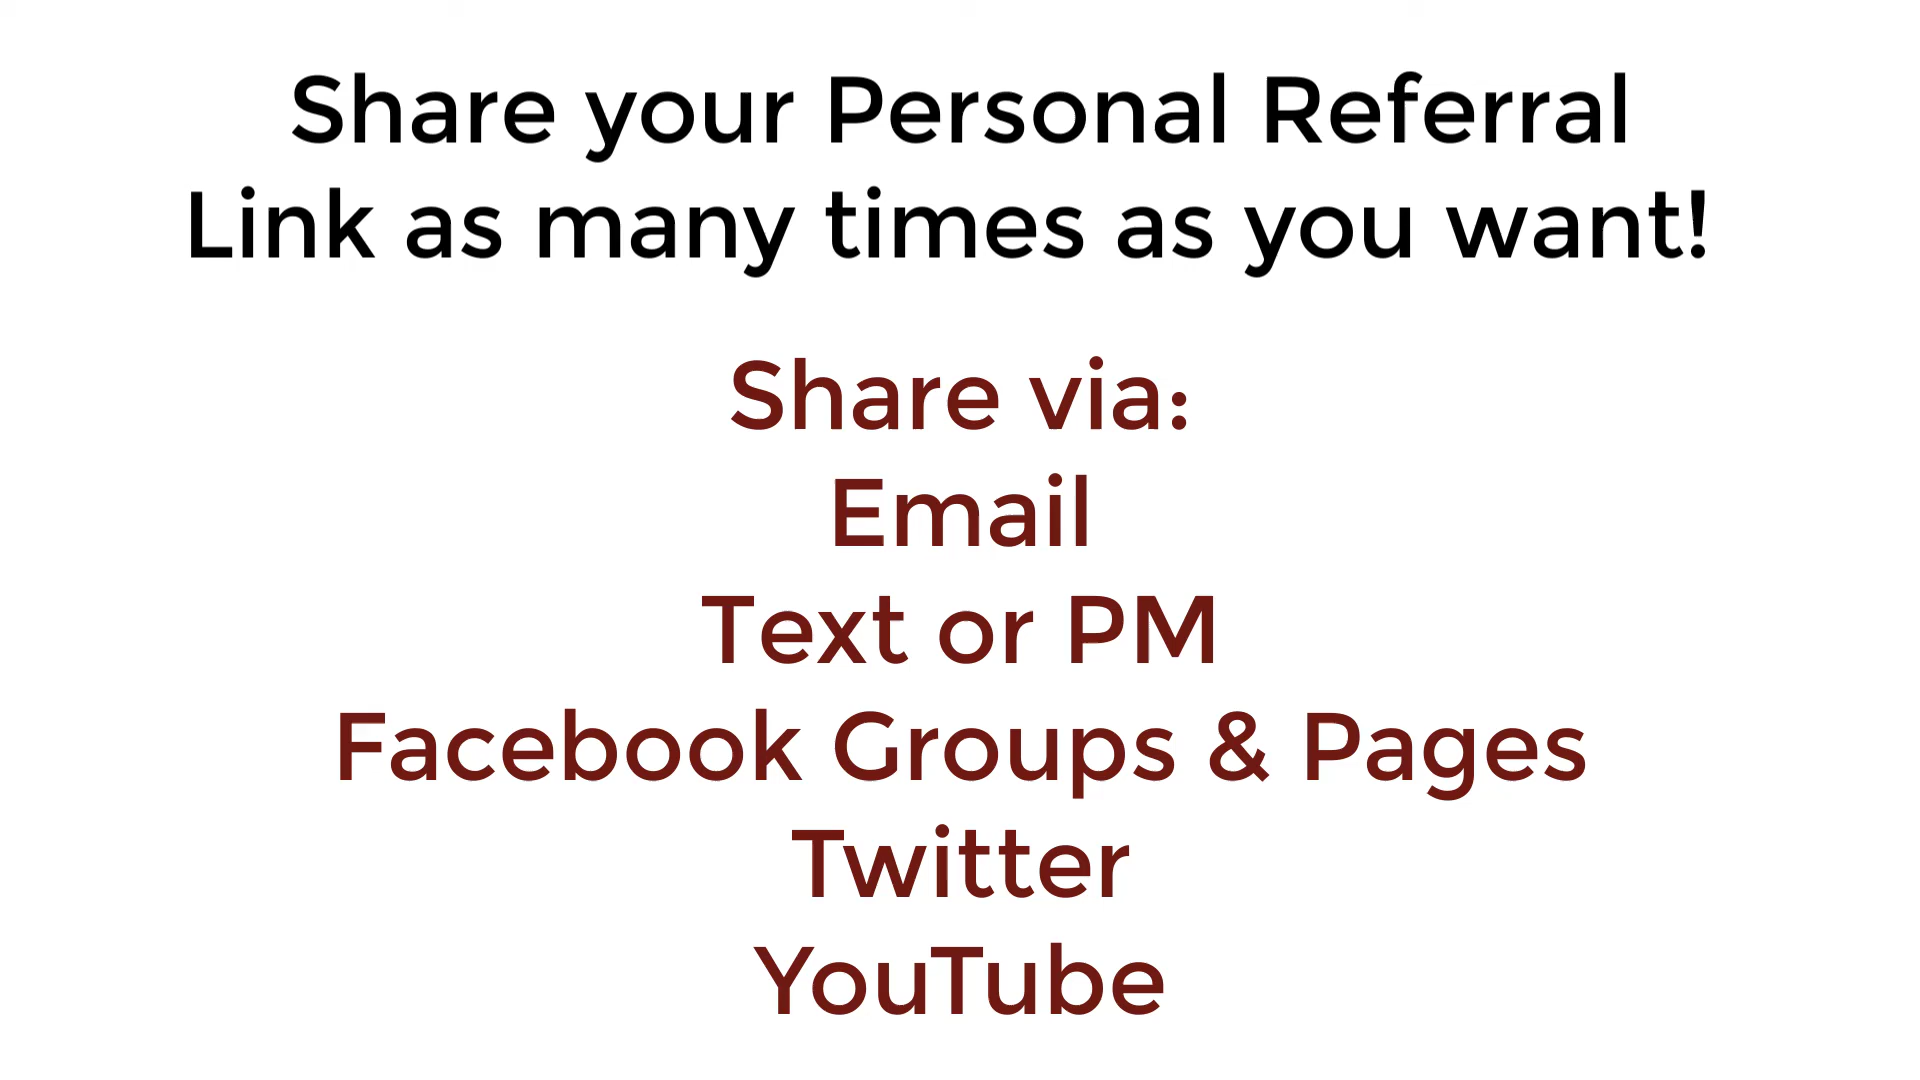 Share your Personal Referral
Link as many times as you want!
Share via:
Email
Text or PM
Facebook Groups & Pages
Twitter
YouTube